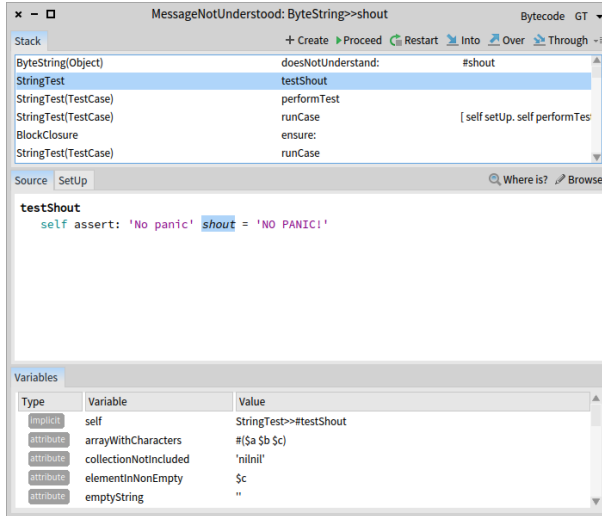 MessageNotUnderstood: ByteString>>shout Bytecode GT
Stack + Create Proceed Restart Into Over Through
ByteString(Object) doesNotUnderstand: #shout
StringTest testShout
StringTest(TestCase) performTest
StringTest(TestCase) runCase [ self setUp. self performTest
BlockClosure ensure:
StringTest(TestCase) runCase
Source SetUp Where is? Browse
testShout
self assert: 'No panic' shout = 'NO PANIC!'
Variables
Type Variable Value
implicit self StringTest>>#testShout
attribute arrayWithCharacters #($a $b $c)
attribute collectionNotIncluded 'nilnil'
attribute elementInNonEmpty $c
attribute emptyString ''